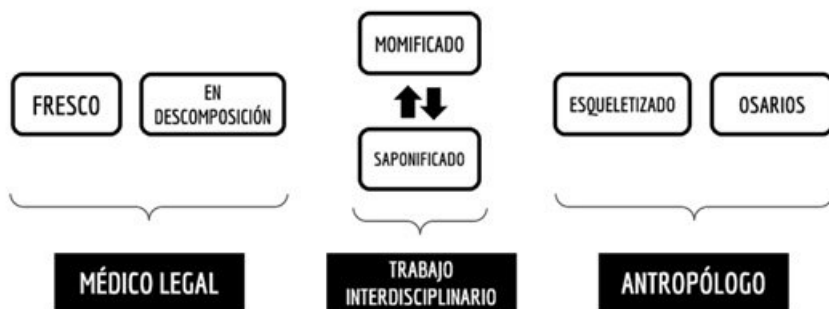 MOMIFICADO
FRESCO
EN
DESCOMPOSICIÓN
ESQUELETIZADO
OSARIOS
SAPONIFICADO
MÉDICO LEGAL
TRABAJO
INTERDISCIPLINARIO
ANTROPÓLOGO